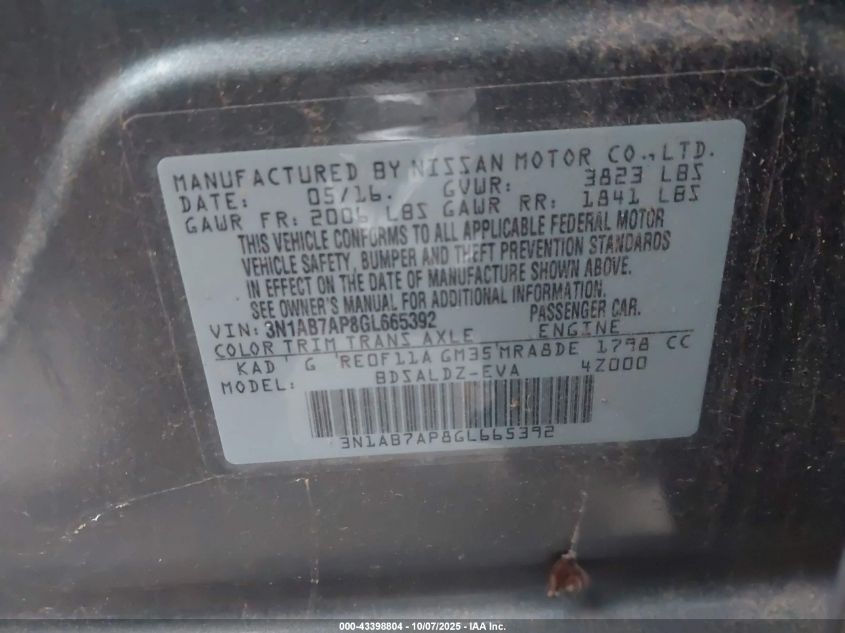 MANUFACTURED BY NISSAN MOTOR CO., LTD.
DATE: 05/16. GVWR: 3823 LBS
GAWR FR: 2006 LBS GAWR RR: 1841 LBS
THIS VEHICLE CONFORMS TO ALL APPLICABLE FEDERAL MOTOR
VEHICLE SAFETY, BUMPER AND THEFT PREVENTION STANDARDS
IN EFFECT ON THE DATE OF MANUFACTURE SHOWN ABOVE.
SEE OWNER'S MANUAL FOR ADDITIONAL INFORMATION.
VIN: 3N1AB7AP8GL665392 PASSENGER CAR.
COLOR TRIM TRANS AXLE ENGINE
KAD G RE0F11A GM35 MRA8DE 1798 CC
MODEL: BDSALDZ-EVA 4Z000
3N1AB7AP8GL665392
000-43398804 - 10/07/2025 - IAA Inc.